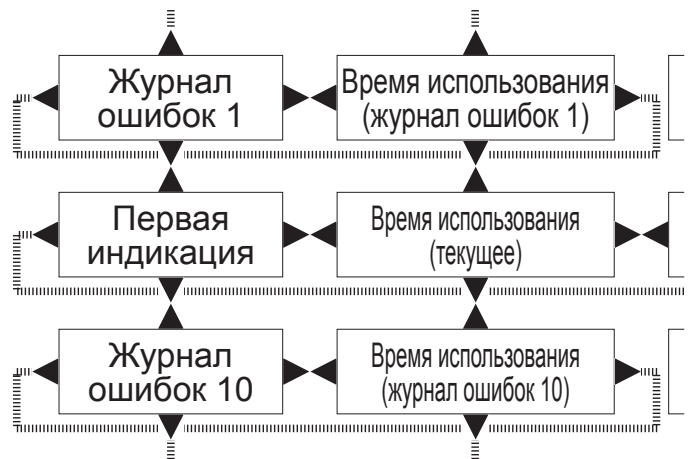 Журнал
ошибок 1
Время использования
(журнал ошибок 1)
Первая
индикация
Время использования
(текущее)
Журнал
ошибок 10
Время использования
(журнал ошибок 10)